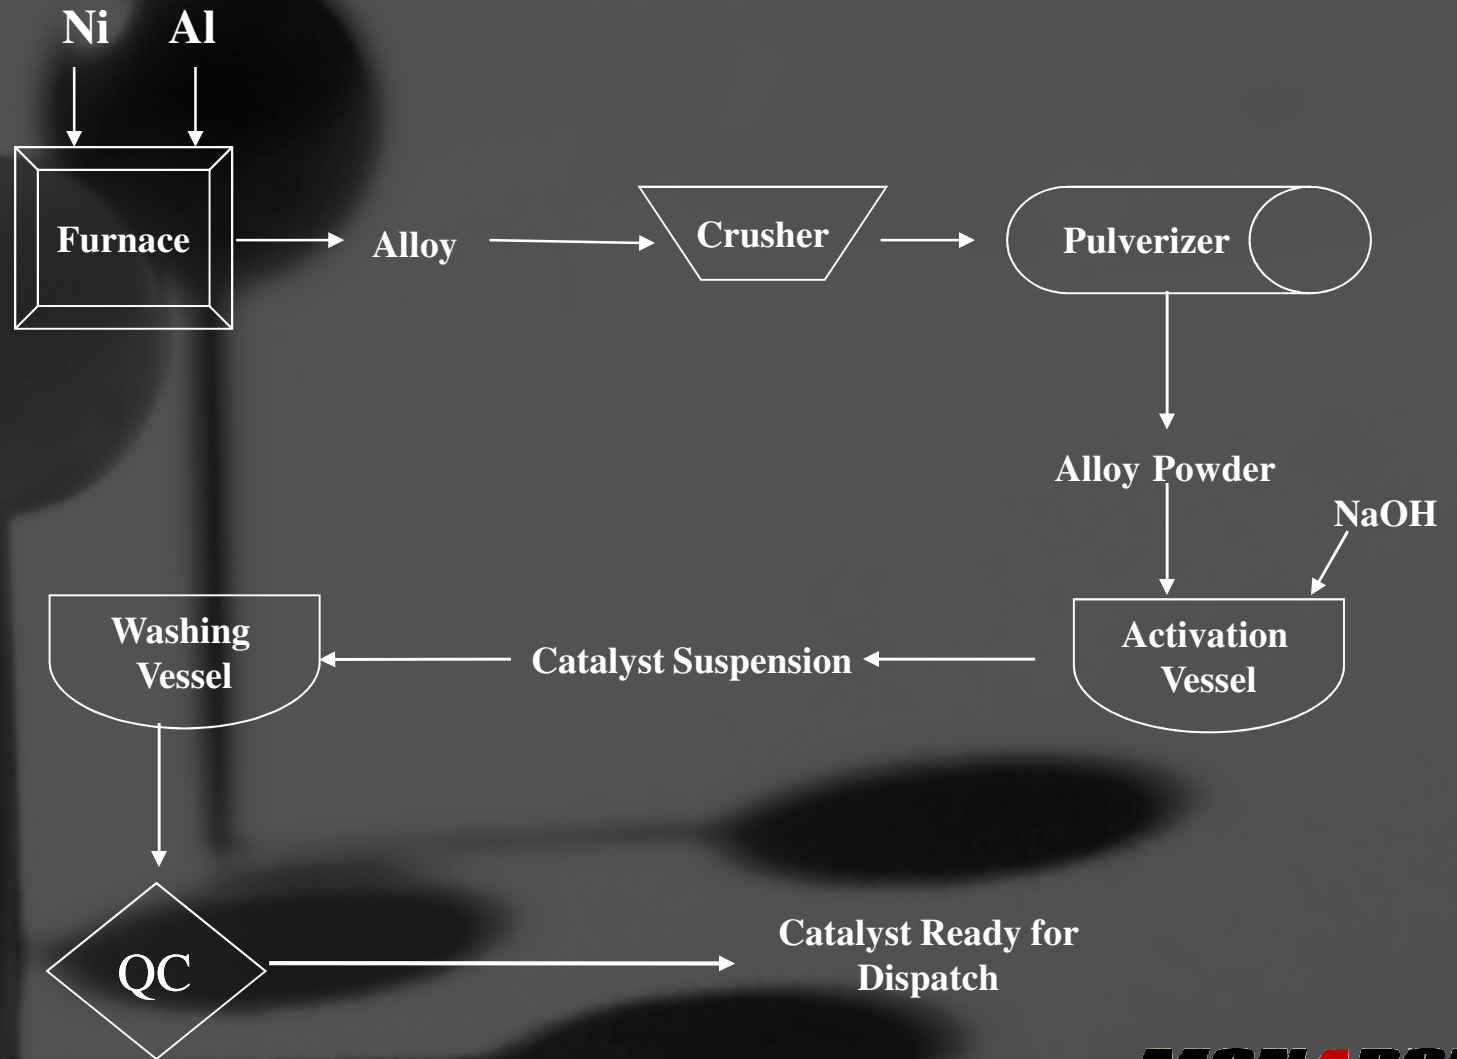 Ni Al
Furnace
Alloy
Crusher
Pulverizer
Alloy Powder
NaOH
Activation
Vessel
Catalyst Suspension
Washing
Vessel
QC
Catalyst Ready for
Dispatch